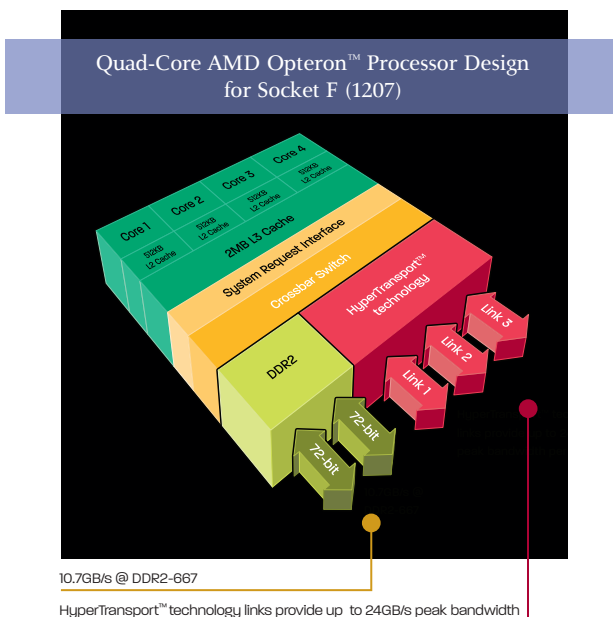 Quad-Core AMD Opteron™ Processor Design
for Socket F (1207)
Core 1
Core 2
Core 3
Core 4
512KB
L2 Cache
512KB
L2 Cache
512KB
L2 Cache
512KB
L2 Cache
2MB L3 Cache
System Request Interface
Crossbar Switch
HyperTransport™
technology
DDR2
Link 1
Link 2
Link 3
72-bit
72-bit
10.7GB/s @ DDR2-667
HyperTransport™ technology links provide up to 24GB/s peak bandwidth